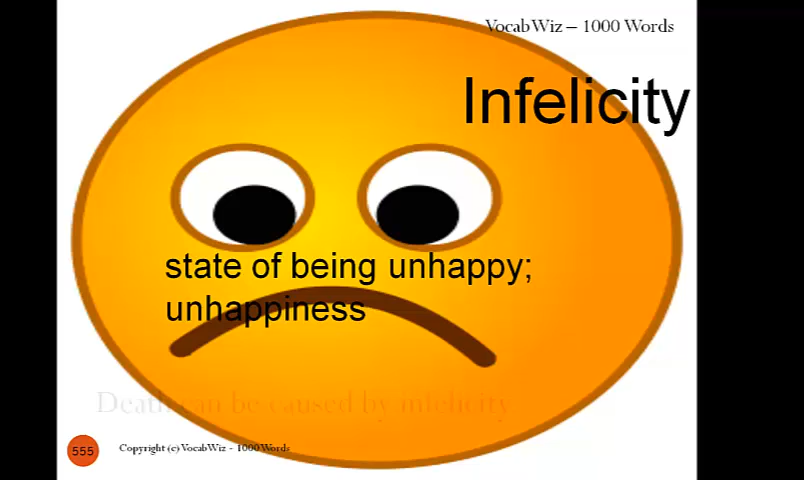 VocabWiz – 1000 Words
Infelicity
state of being unhappy;
unhappiness
Death can be caused by infelicity
555
Copyright (c) VocabWiz - 1000 Words